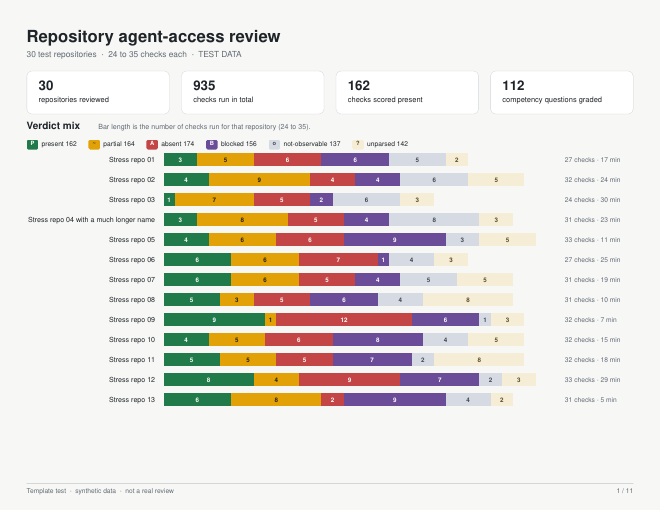 Repository agent-access review
30 test repositories · 24 to 35 checks each · TEST DATA
30 935 162 112
repositories reviewed checks run in total checks scored present competency questions graded
Verdict mix Bar length is the number of checks run for that repository (24 to 35).
P present 162 ~ partial 164 A absent 174 B blocked 156 o not-observable 137 ? unparsed 142
Stress repo 01 3 5 6 6 5 2 27 checks · 17 min
Stress repo 02 4 9 4 4 6 5 32 checks · 24 min
Stress repo 03 1 7 5 2 6 3 24 checks · 30 min
Stress repo 04 with a much longer name 3 8 5 4 8 3 31 checks · 23 min
Stress repo 05 4 6 6 9 3 5 33 checks · 11 min
Stress repo 06 6 6 7 1 4 3 27 checks · 25 min
Stress repo 07 6 6 5 4 5 5 31 checks · 19 min
Stress repo 08 5 3 5 6 4 8 31 checks · 10 min
Stress repo 09 9 1 12 6 1 3 32 checks · 7 min
Stress repo 10 4 5 6 8 4 5 32 checks · 15 min
Stress repo 11 5 5 5 7 2 8 32 checks · 18 min
Stress repo 12 8 4 9 7 2 3 33 checks · 29 min
Stress repo 13 6 8 2 9 4 2 31 checks · 5 min
Template test · synthetic data · not a real review 1 / 11